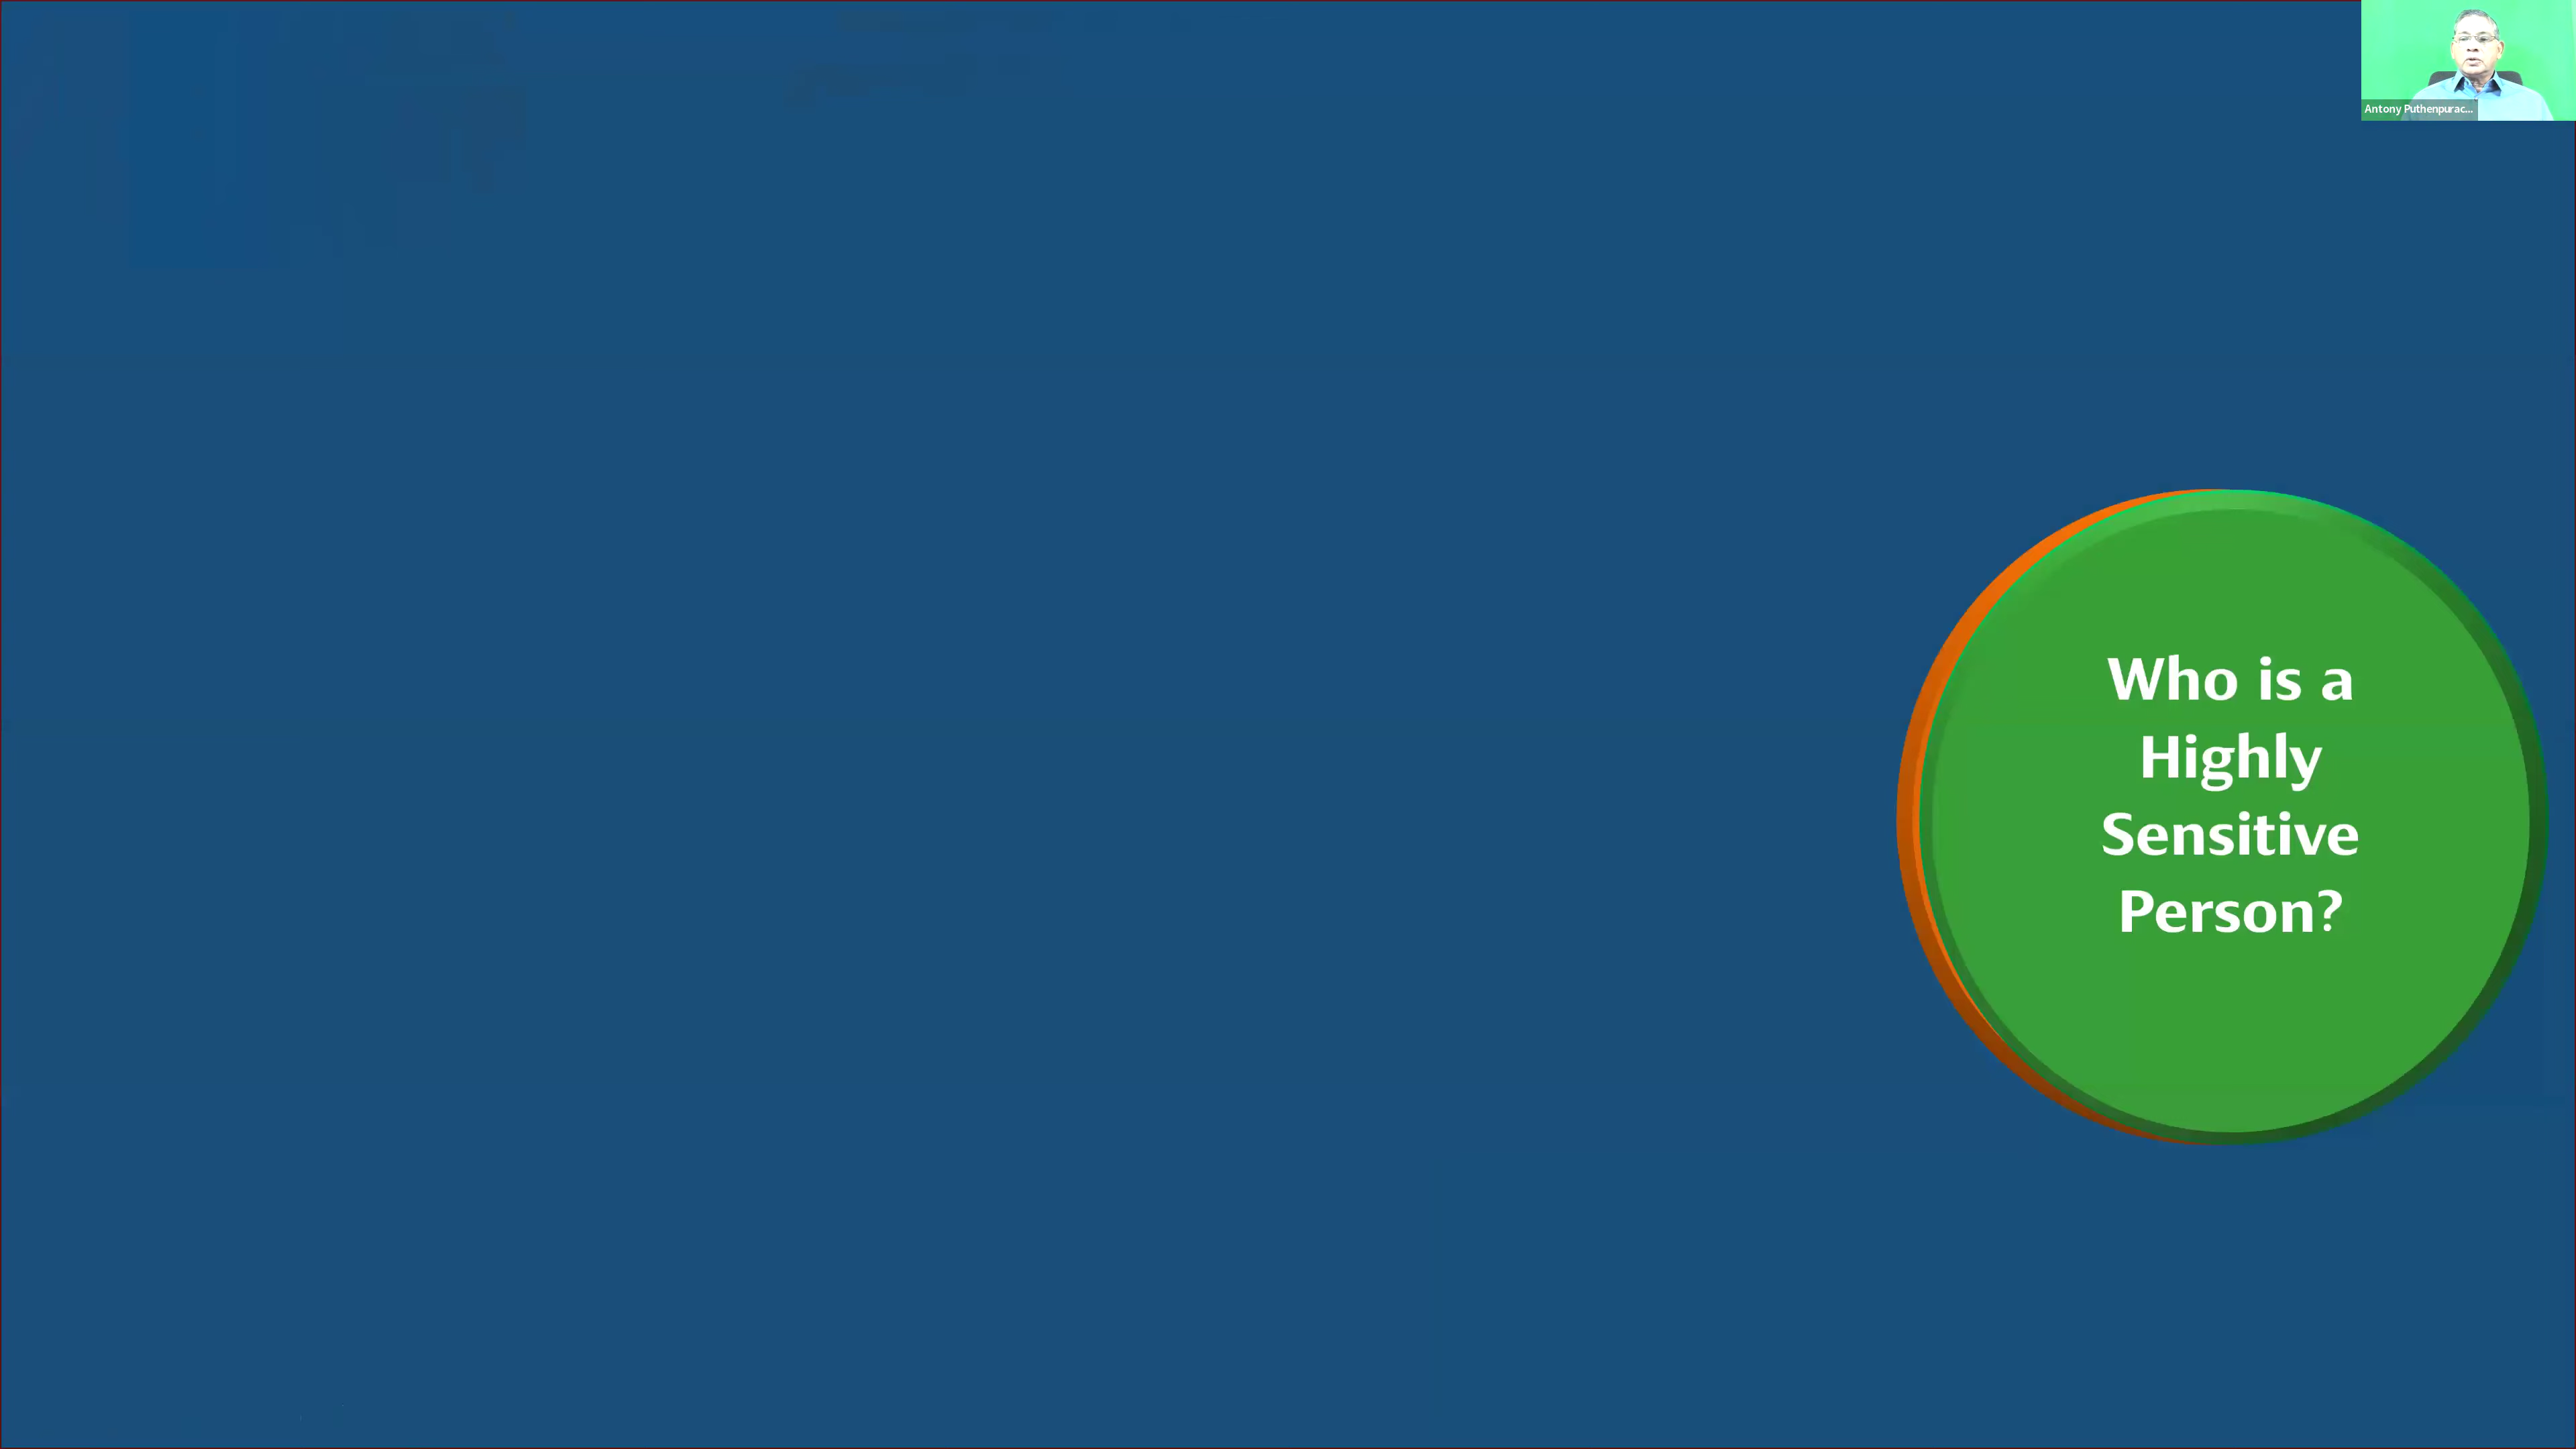 Antony Puthenpurac...
Who is a
Highly
Sensitive
Person?